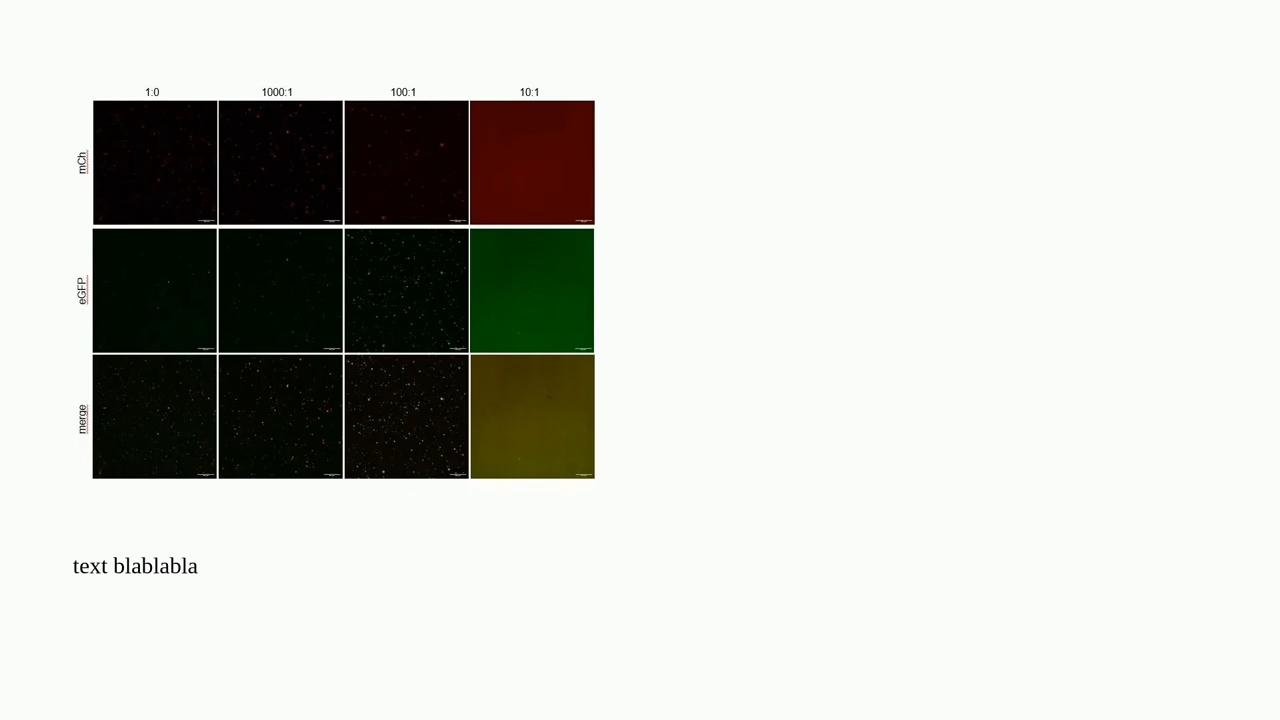 1:0 1000:1 100:1 10:1
mCh
eGFP
merge
text blablabla